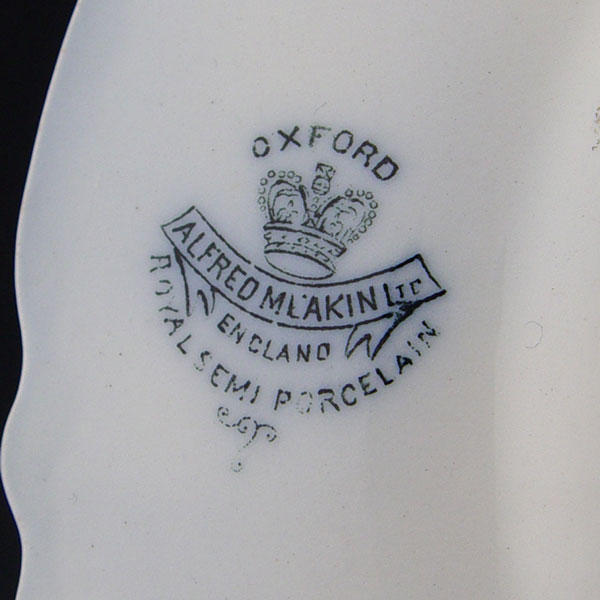 OXFORD
ALFRED MEAKIN LTD
ENGLAND
ROYAL SEMI PORCELAIN